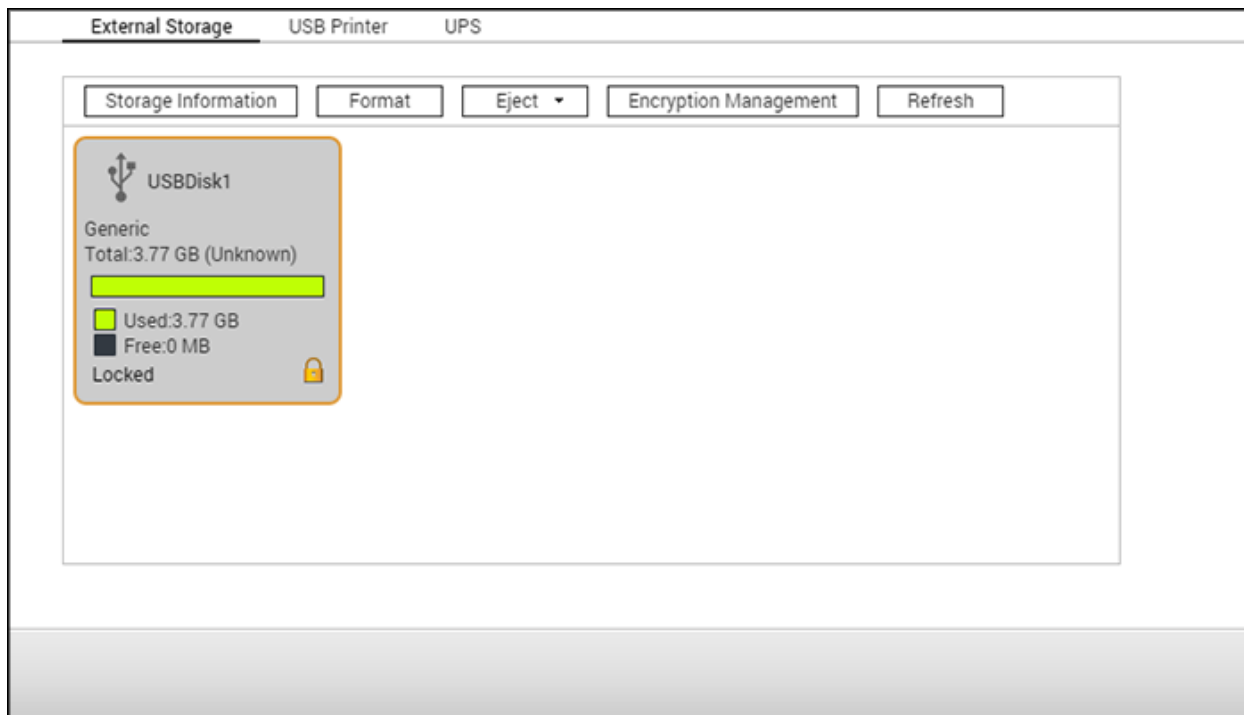 External Storage USB Printer UPS
Storage Information Format Eject Encryption Management Refresh
USBDisk1
Generic
Total:3.77 GB (Unknown)
Used:3.77 GB
Free:0 MB
Locked